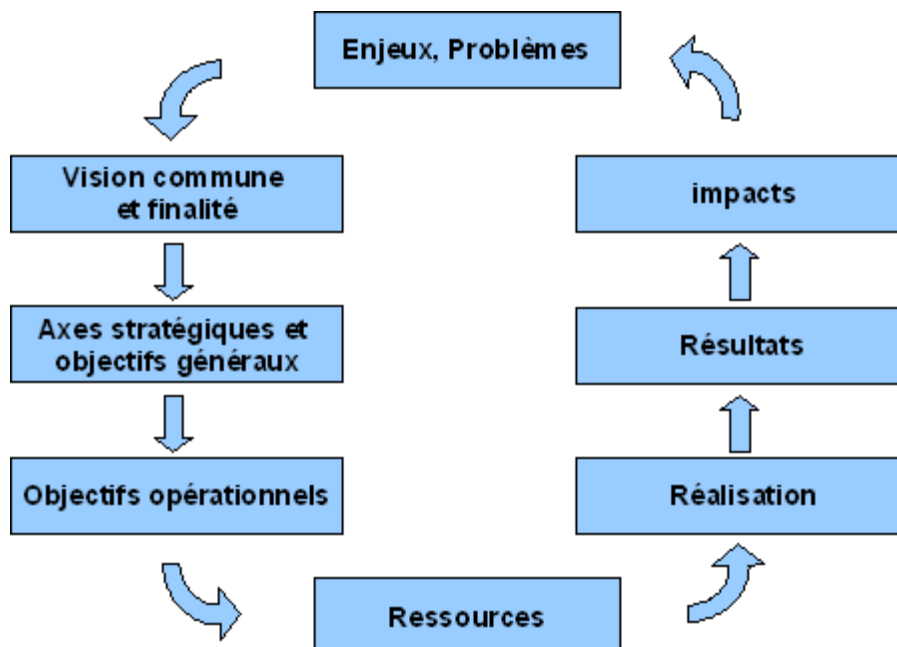 Enjeux, Problèmes
Vision commune
et finalité
impacts
Axes stratégiques et
objectifs généraux
Résultats
Objectifs opérationnels
Réalisation
Ressources